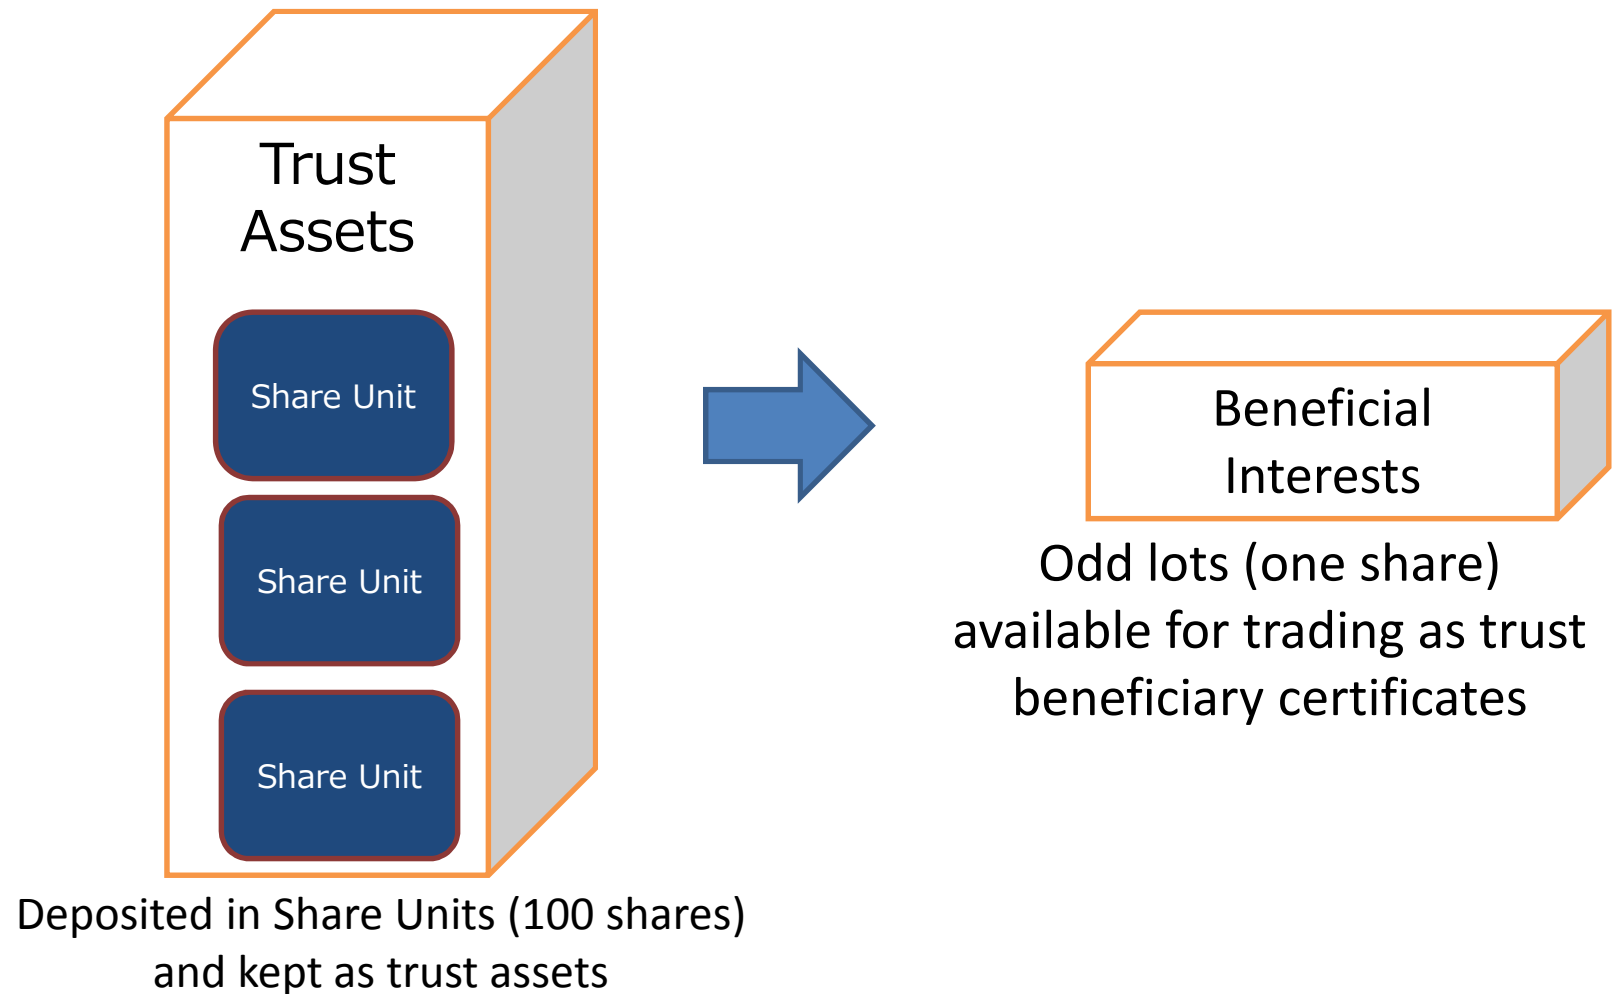 Trust
Assets
Share Unit
Share Unit
Share Unit
Deposited in Share Units (100 shares)
and kept as trust assets
Beneficial
Interests
Odd lots (one share)
available for trading as trust
beneficiary certificates